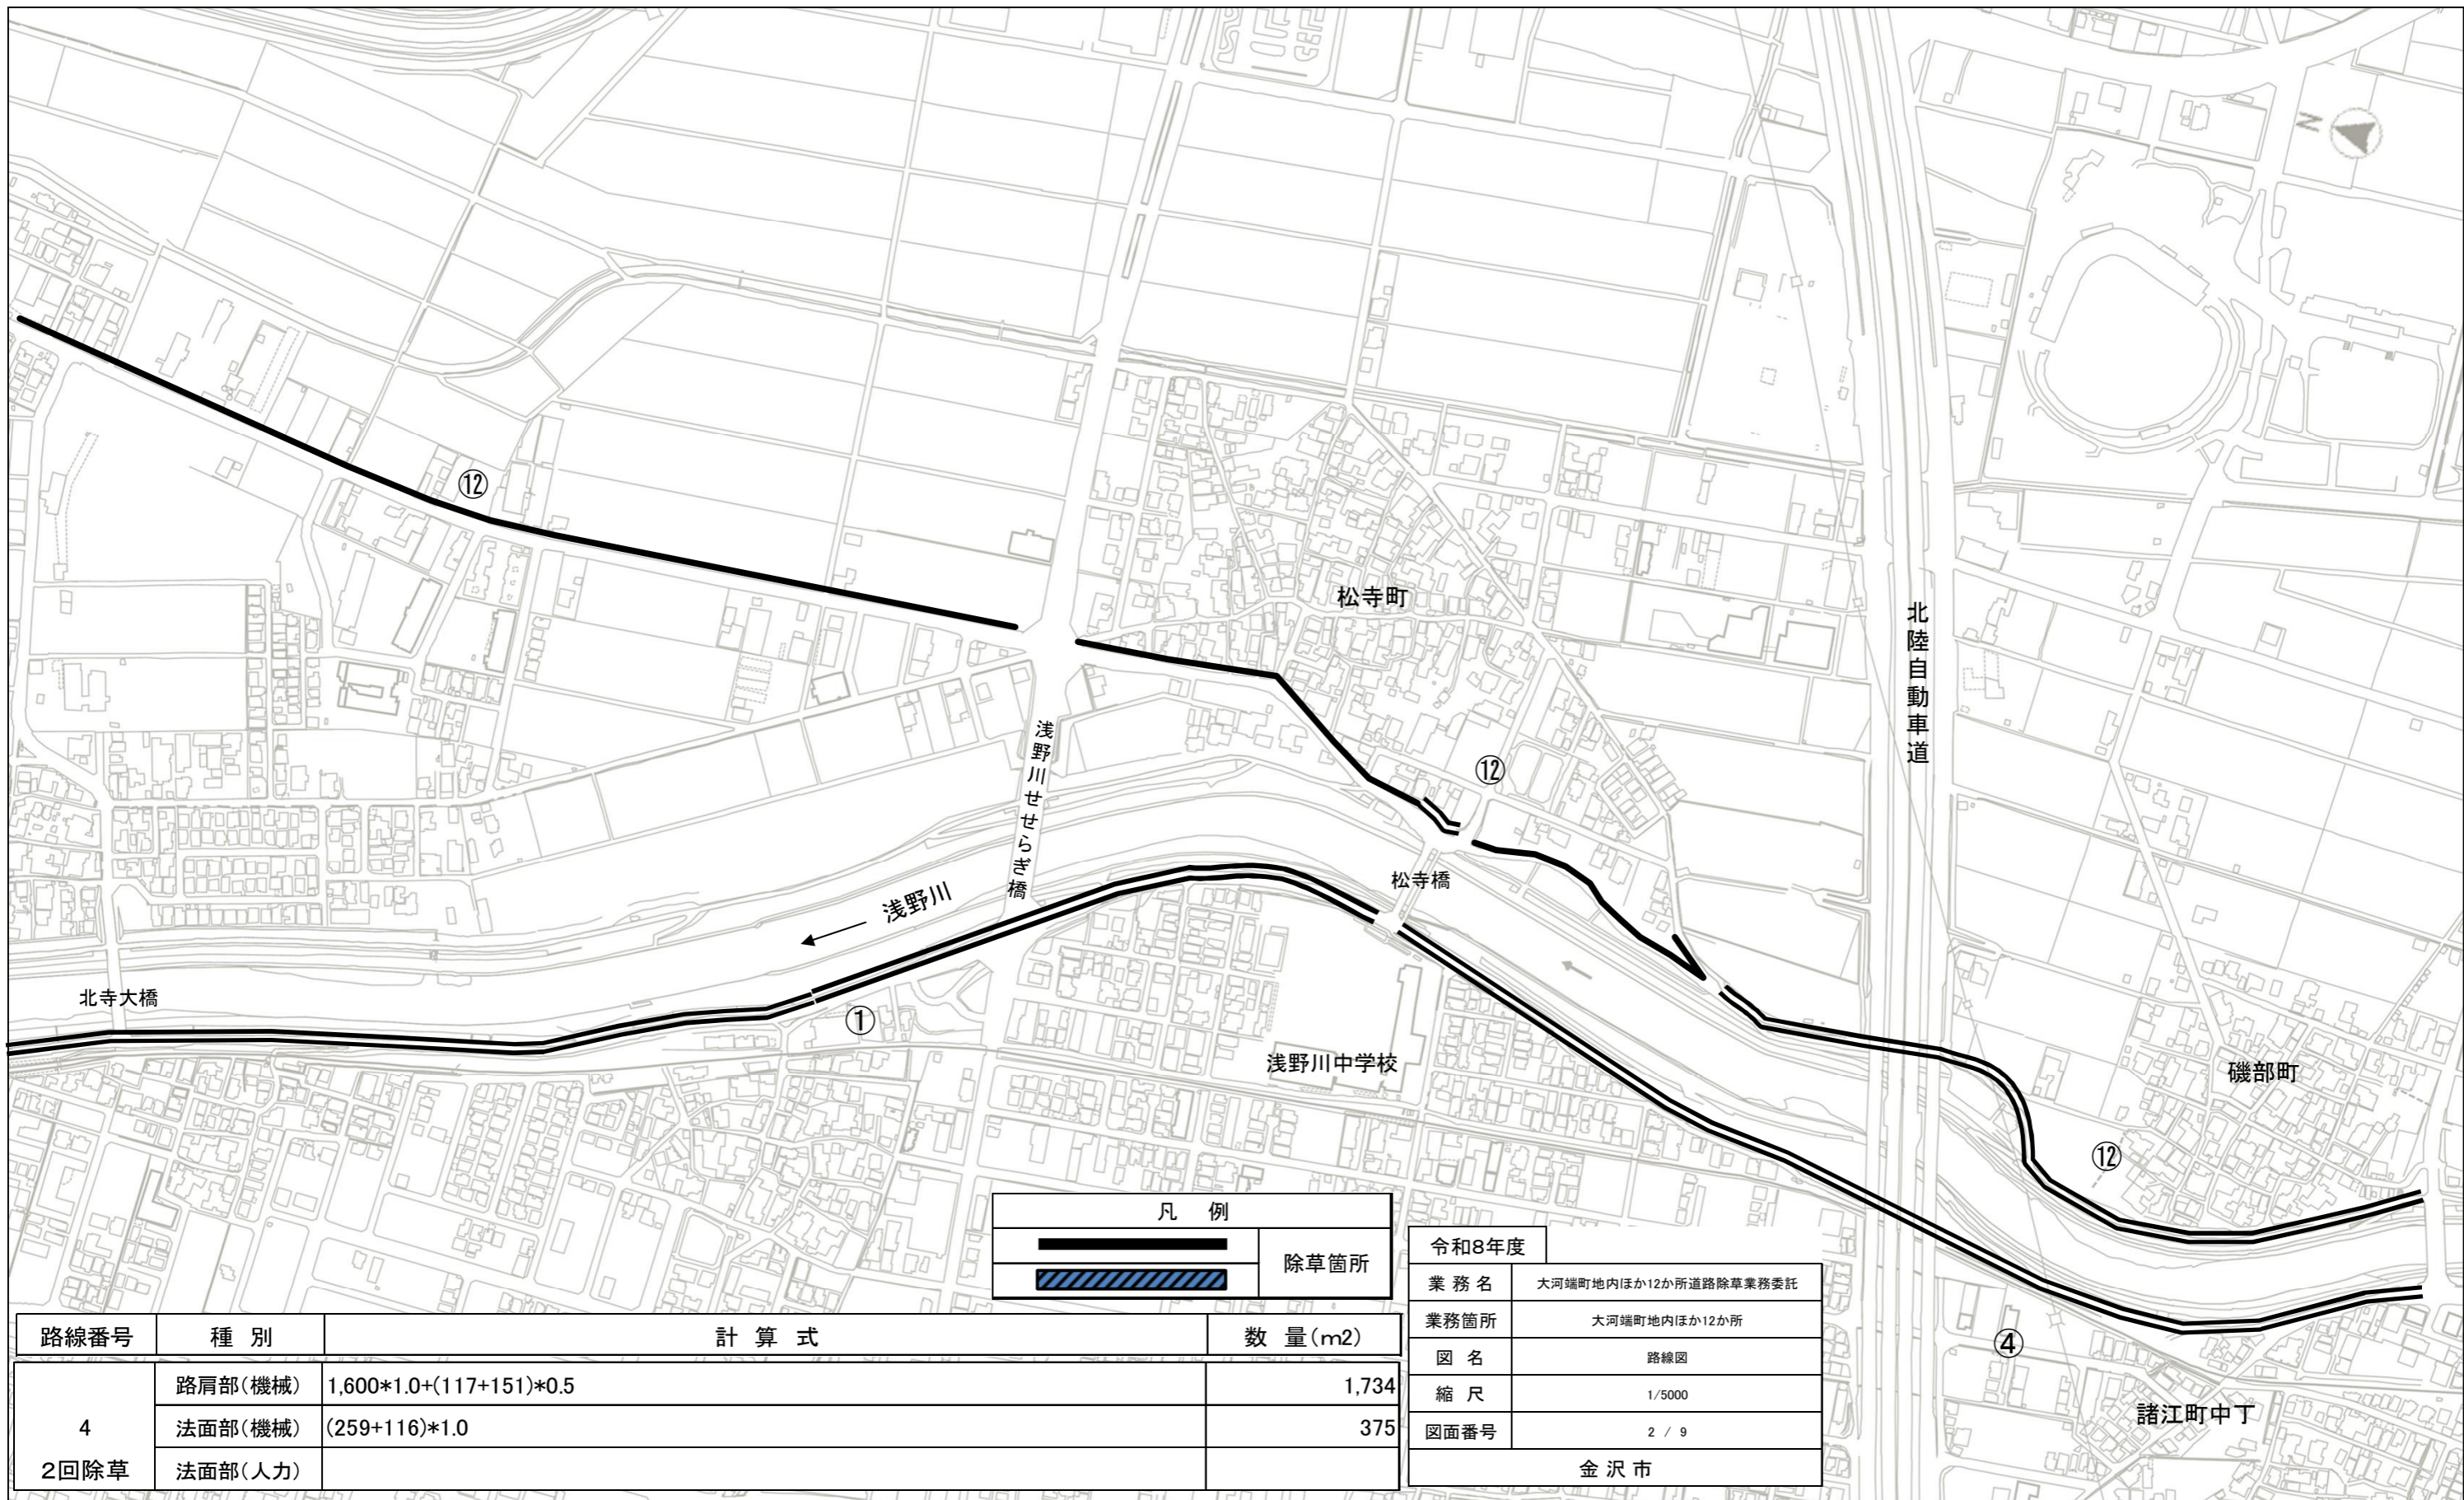 N
⑫
松寺町
北陸自動車道
浅野川せせらぎ橋
⑫
松寺橋
浅野川
北寺大橋
①
浅野川中学校
磯部町
⑫
④
諸江町中丁
凡 例
除草箇所
令和8年度
業 務 名 大河端町地内ほか12か所道路除草業務委託
業務箇所 大河端町地内ほか12か所
図 名 路線図
縮 尺 1/5000
図面番号 2 / 9
金 沢 市
路線番号 種 別 計 算 式 数 量(m2)
4
2回除草
路肩部(機械) 1,600*1.0+(117+151)*0.5 1,734
法面部(機械) (259+116)*1.0 375
法面部(人力)